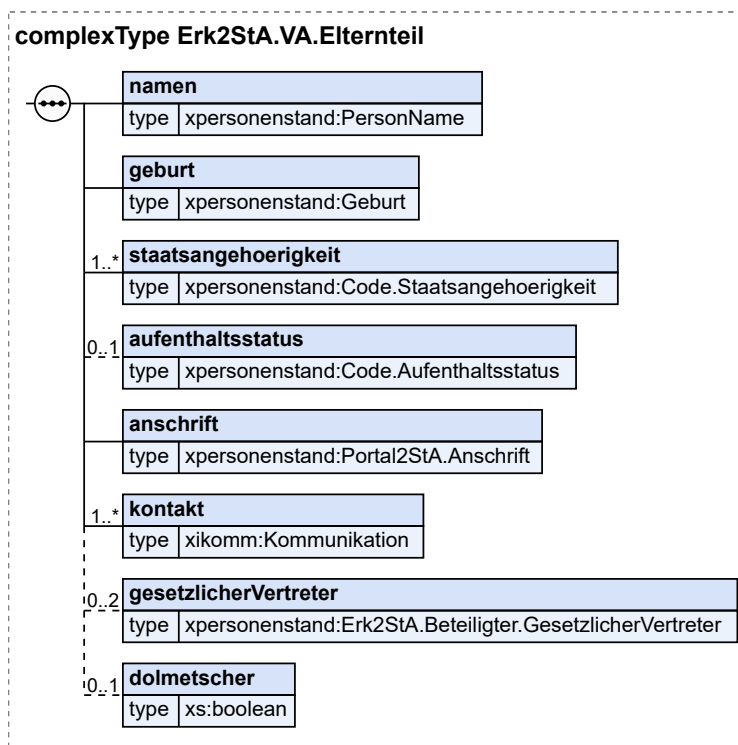 complexType Erk2StA.VA.Elternteil
namen
type xpersonenstand:PersonName
geburt
type xpersonenstand:Geburt
1..* staatsangehoerigkeit
type xpersonenstand:Code.Staatsangehoerigkeit
0..1 aufenthaltsstatus
type xpersonenstand:Code.Aufenthaltsstatus
anschrift
type xpersonenstand:Portal2StA.Anschrift
1..* kontakt
type xikomm:Kommunikation
0..2 gesetzlicherVertreter
type xpersonenstand:Erk2StA.Beteiligter.GesetzlicherVertreter
0..1 dolmetscher
type xs:boolean